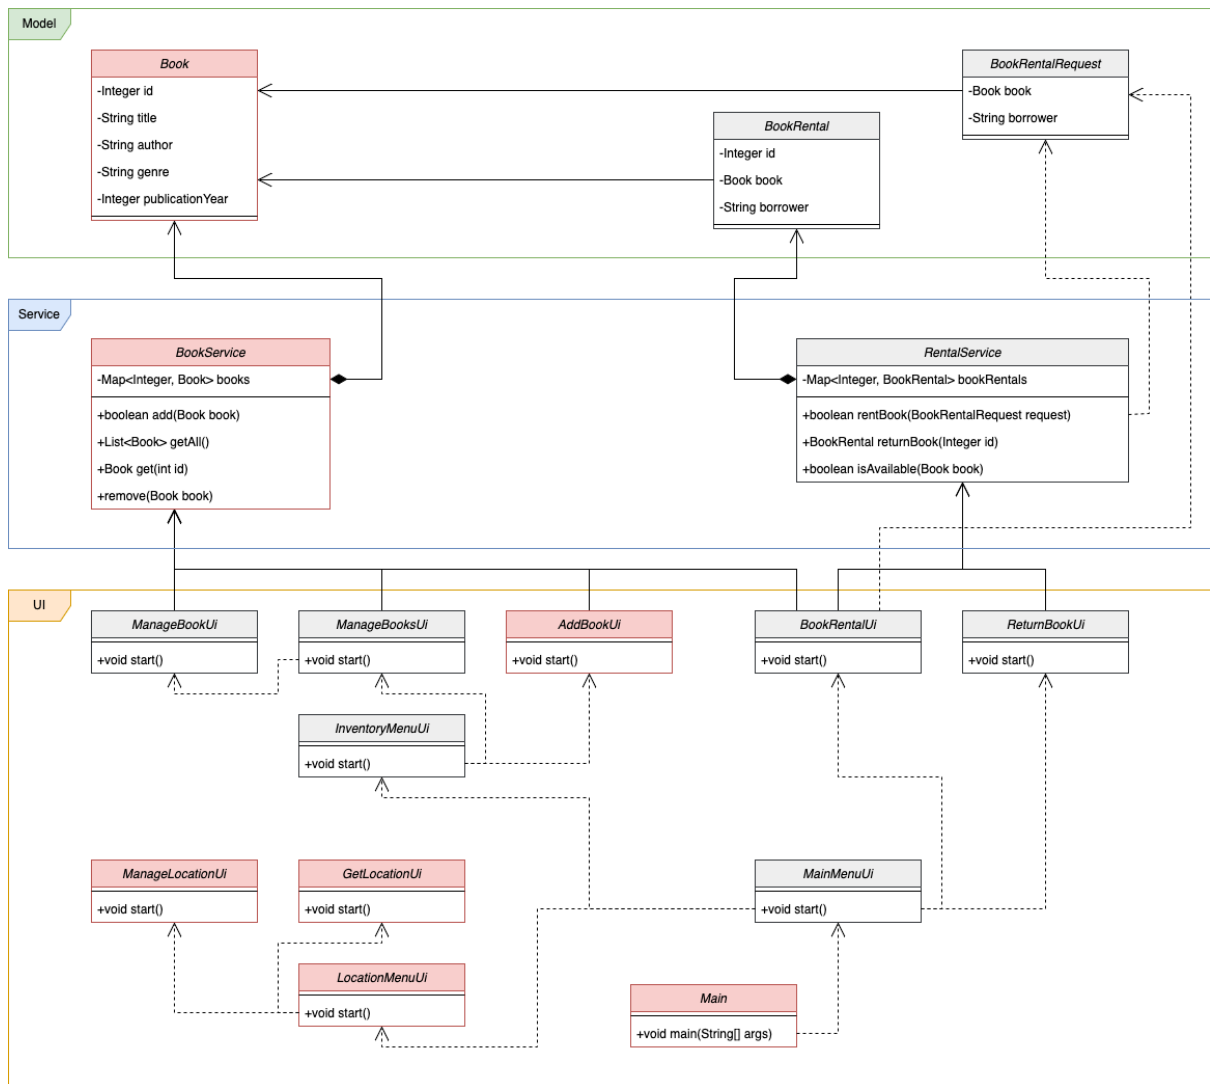 Model
Book
-Integer id
-String title
-String author
-String genre
-Integer publicationYear
BookRental
-Integer id
-Book book
-String borrower
BookRentalRequest
-Book book
-String borrower
Service
BookService
-Map<Integer, Book> books
+boolean add(Book book)
+List<Book> getAll()
+Book get(int id)
+remove(Book book)
RentalService
-Map<Integer, BookRental> bookRentals
+boolean rentBook(BookRentalRequest request)
+BookRental returnBook(Integer id)
+boolean isAvailable(Book book)
UI
ManageBookUi
+void start()
ManageBooksUi
+void start()
AddBookUi
+void start()
BookRentalUi
+void start()
ReturnBookUi
+void start()
InventoryMenuUi
+void start()
ManageLocationUi
+void start()
GetLocationUi
+void start()
MainMenuUi
+void start()
LocationMenuUi
+void start()
Main
+void main(String[] args)